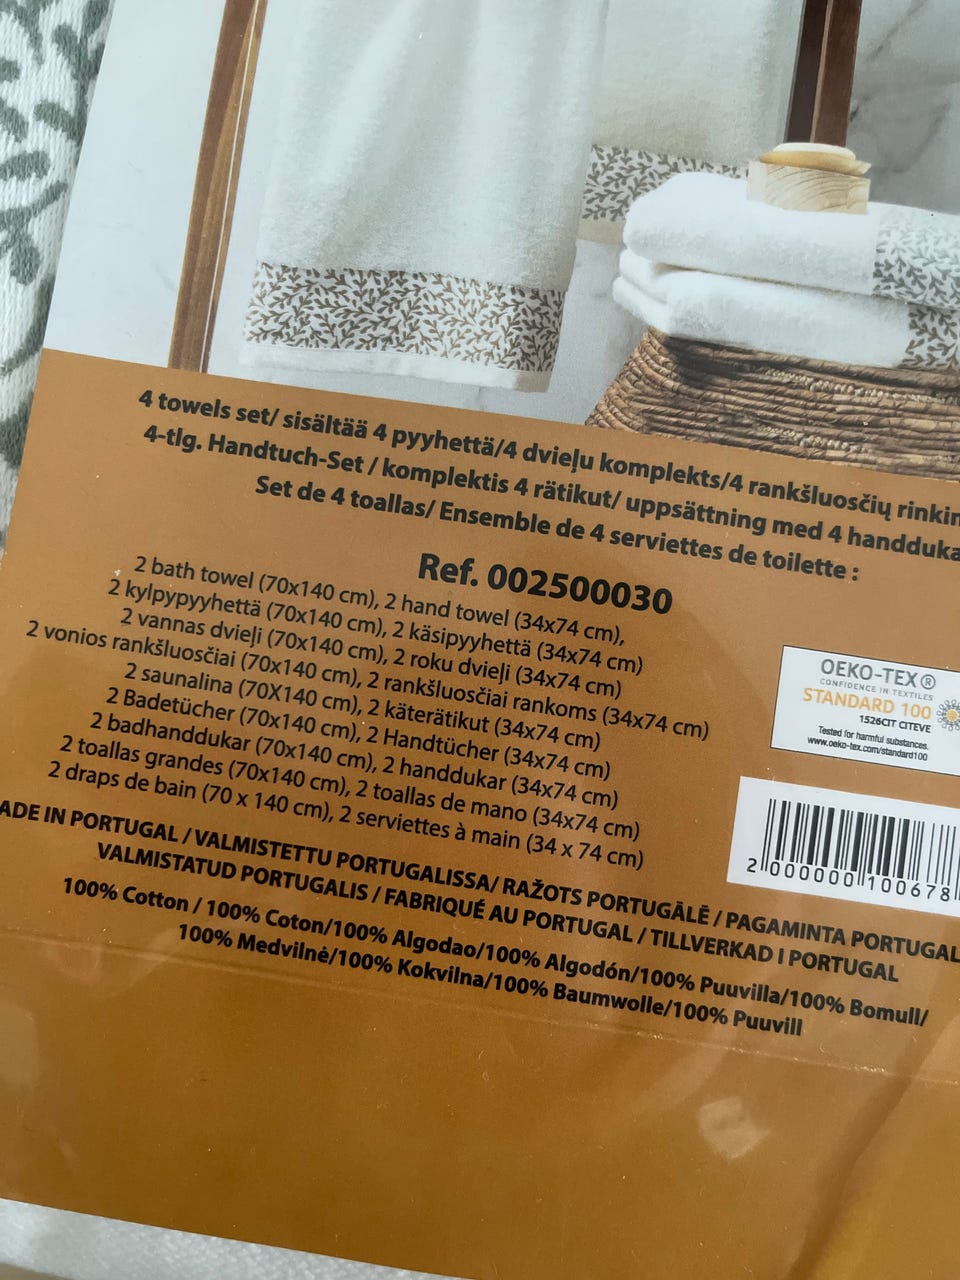 4 towels set/ sisältää 4 pyyhettä/4 dvieļu komplekts/4 rankšluosčių rinkin
4-tlg. Handtuch-Set / komplektis 4 rätikut/ uppsättning med 4 handduka
Set de 4 toallas/ Ensemble de 4 serviettes de toilette :
Ref. 002500030
2 bath towel (70x140 cm), 2 hand towel (34x74 cm),
2 kylpypyyhettä (70x140 cm), 2 käsipyyhettä (34x74 cm)
2 vannas dvieļi (70x140 cm), 2 roku dvieļi (34x74 cm)
2 vonios rankšluosčiai (70x140 cm), 2 rankšluosčiai rankoms (34x74 cm)
2 saunalina (70X140 cm), 2 käterätikut (34x74 cm)
2 Badetücher (70x140 cm), 2 Handtücher (34x74 cm)
2 badhanddukar (70x140 cm), 2 handdukar (34x74 cm)
2 toallas grandes (70x140 cm), 2 toallas de mano (34x74 cm)
2 draps de bain (70 x 140 cm), 2 serviettes à main (34 x 74 cm)
ADE IN PORTUGAL / VALMISTETTU PORTUGALISSA/ RAŽOTS PORTUGĀLĒ / PAGAMINTA PORTUGAL
VALMISTATUD PORTUGALIS / FABRIQUÉ AU PORTUGAL / TILLVERKAD I PORTUGAL
100% Cotton / 100% Coton/100% Algodao/100% Algodón/100% Puuvilla/100% Bomull/
100% Medvilnė/100% Kokvilna/100% Baumwolle/100% Puuvill
OEKO-TEX®
CONFIDENCE IN TEXTILES
STANDARD 100
1526CIT CITEVE
Tested for harmful substances.
www.oeko-tex.com/standard100
2 000000 100678